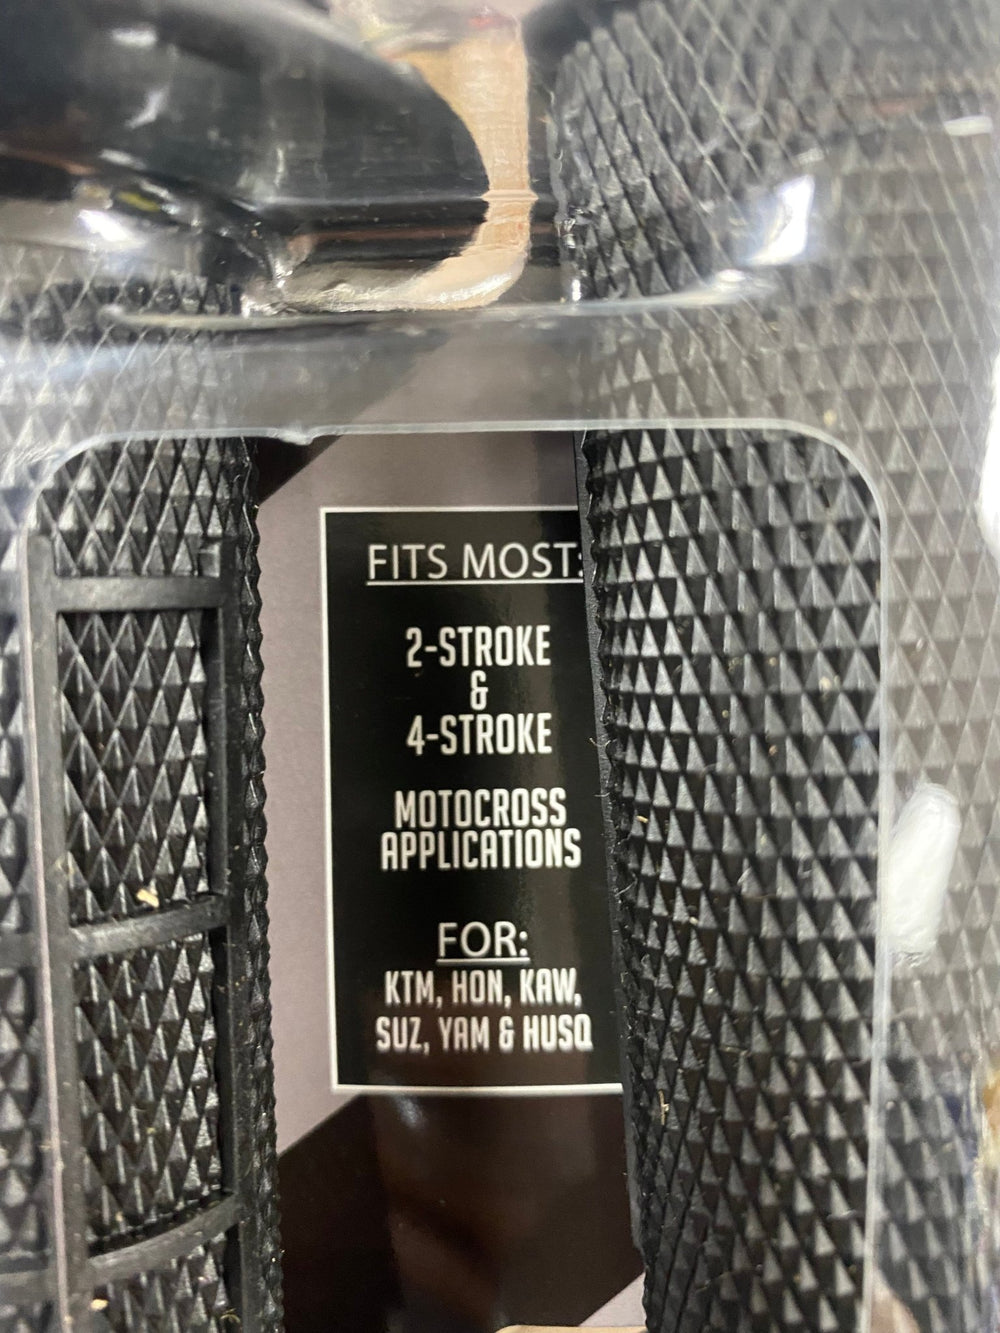 FITS MOST:
2-STROKE
&
4-STROKE
MOTOCROSS
APPLICATIONS
FOR:
KTM, HON, KAW,
SUZ, YAM & HUSQ